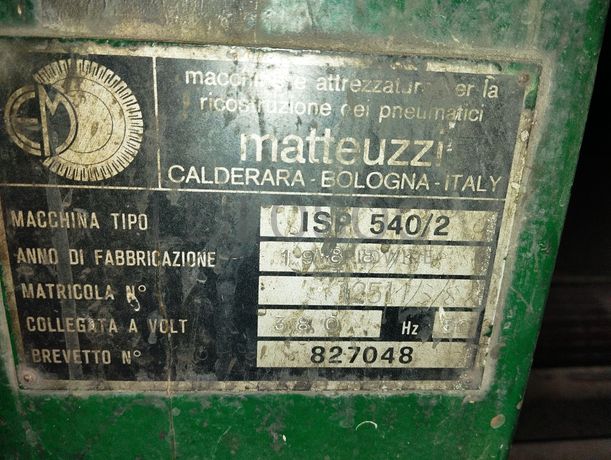 EM
macchine e attrezzature per la
ricostruzione dei pneumatici
matteuzzi
CALDERARA - BOLOGNA - ITALY
MACCHINA TIPO ISP 540/2
ANNO DI FABBRICAZIONE
MATRICOLA N°
COLLEGATA A VOLT 380 Hz
BREVETTO N° 827048